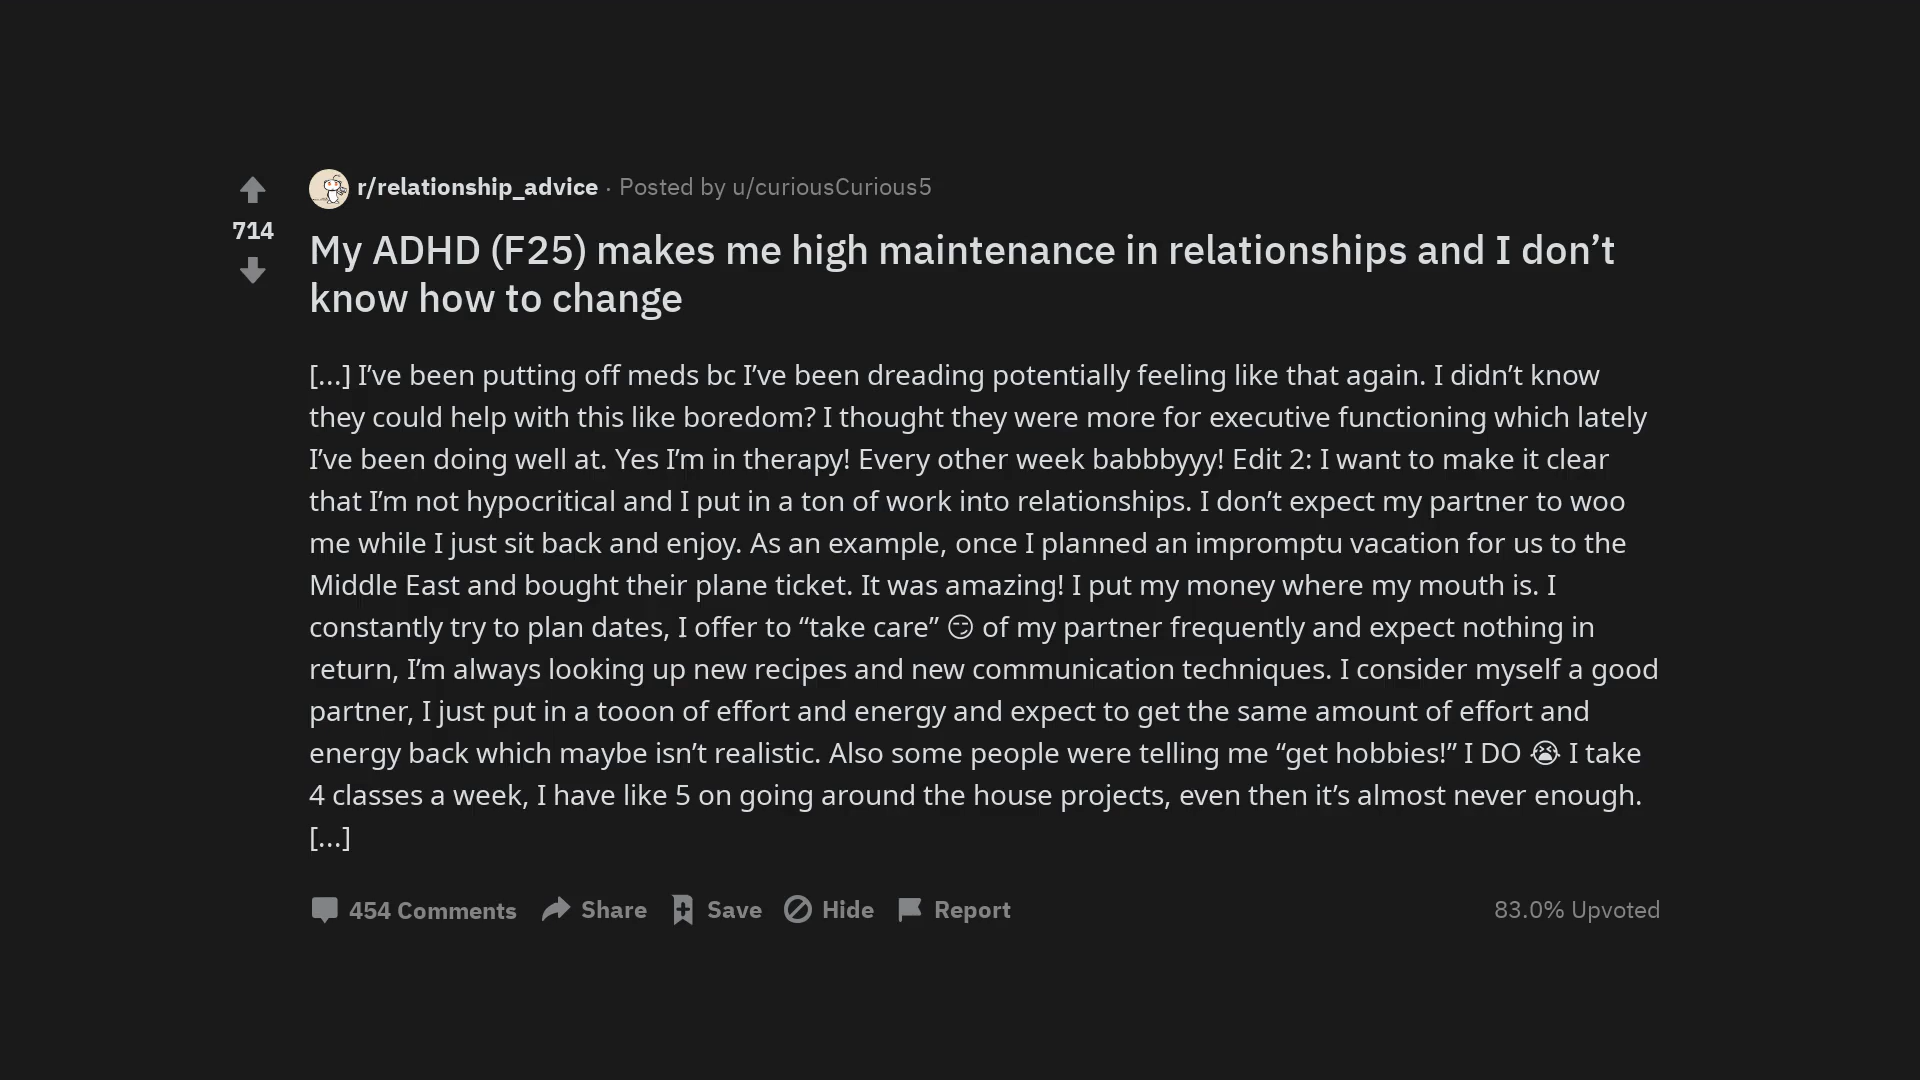 r/relationship_advice · Posted by u/curiousCurious5
714
My ADHD (F25) makes me high maintenance in relationships and I don’t
know how to change
[...] I’ve been putting off meds bc I’ve been dreading potentially feeling like that again. I didn’t know
they could help with this like boredom? I thought they were more for executive functioning which lately
I’ve been doing well at. Yes I’m in therapy! Every other week babbbyyy! Edit 2: I want to make it clear
that I’m not hypocritical and I put in a ton of work into relationships. I don’t expect my partner to woo
me while I just sit back and enjoy. As an example, once I planned an impromptu vacation for us to the
Middle East and bought their plane ticket. It was amazing! I put my money where my mouth is. I
constantly try to plan dates, I offer to “take care” 😏 of my partner frequently and expect nothing in
return, I’m always looking up new recipes and new communication techniques. I consider myself a good
partner, I just put in a tooon of effort and energy and expect to get the same amount of effort and
energy back which maybe isn’t realistic. Also some people were telling me “get hobbies!” I DO 😭 I take
4 classes a week, I have like 5 on going around the house projects, even then it’s almost never enough.
[...]
454 Comments Share Save Hide Report 83.0% Upvoted